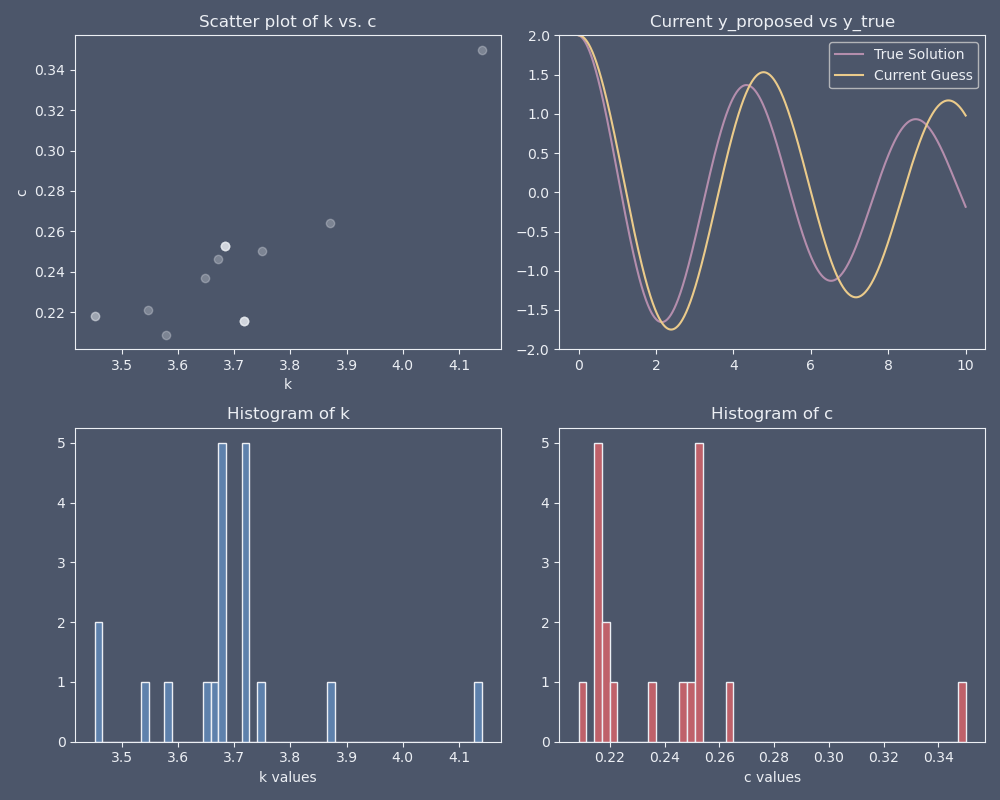 Scatter plot of k vs. c
c
0.34
0.32
0.30
0.28
0.26
0.24
0.22
3.5 3.6 3.7 3.8 3.9 4.0 4.1
k
Current y_proposed vs y_true
True Solution
Current Guess
2.0
1.5
1.0
0.5
0.0
−0.5
−1.0
−1.5
−2.0
0 2 4 6 8 10
Histogram of k
5
4
3
2
1
0
3.5 3.6 3.7 3.8 3.9 4.0 4.1
k values
Histogram of c
5
4
3
2
1
0
0.22 0.24 0.26 0.28 0.30 0.32 0.34
c values